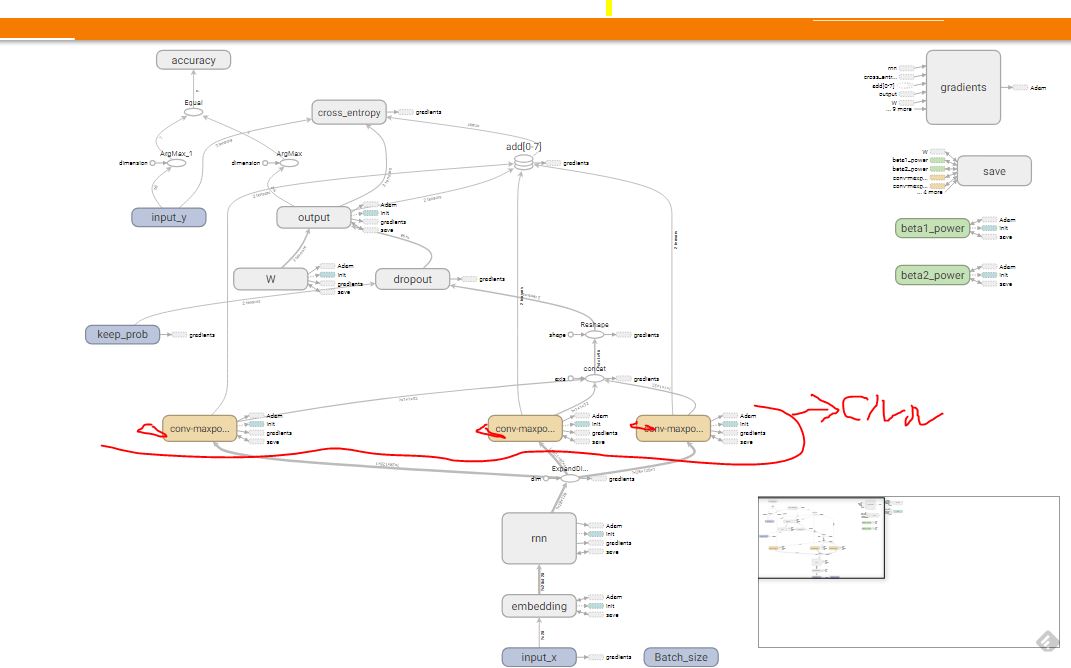 accuracy
Equal
cross_entropy
gradients
ArgMax_1
ArgMax
dimension
dimension
add[0-7]
gradients
input_y
output
Adam
init
gradients
save
W
Adam
init
gradients
save
dropout
gradients
keep_prob
gradients
Reshape
shape
gradients
concat
axis
gradients
conv-maxpo...
Adam
init
gradients
save
conv-maxpo...
Adam
init
gradients
save
conv-maxpo...
Adam
init
gradients
save
ExpandDi...
dim
gradients
rnn
Adam
init
gradients
save
embedding
Adam
init
save
input_x
gradients
Batch_size
rnn
cross_entr...
add[0-7]
output
W
... 9 more
gradients
Adam
W
beta1_power
beta2_power
conv-maxp...
conv-maxp...
... 4 more
save
beta1_power
Adam
init
save
beta2_power
Adam
init
save